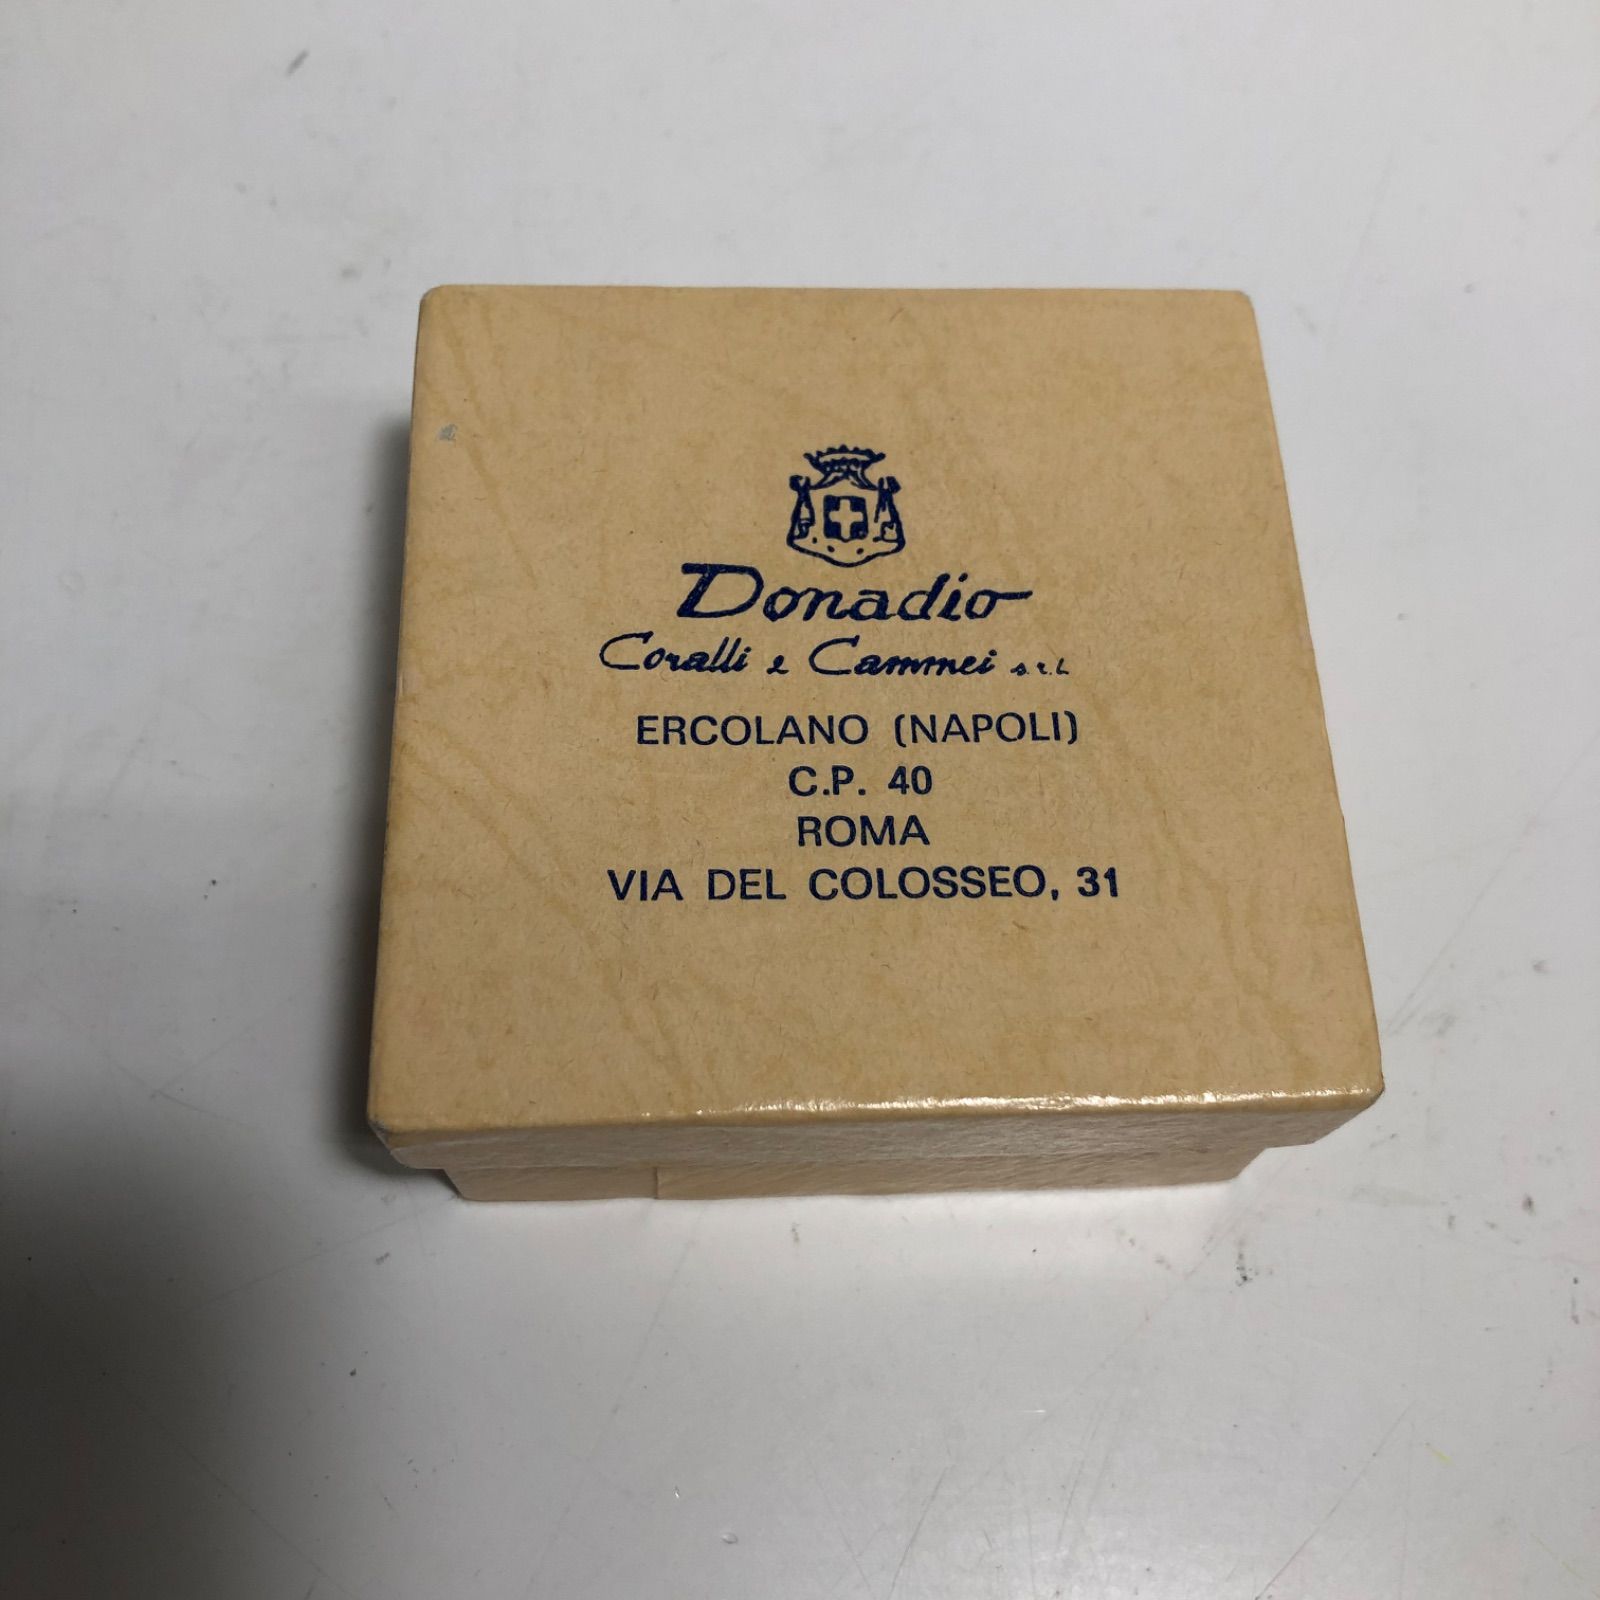 Donadio
Coralli e Cammei s.r.l.
ERCOLANO (NAPOLI)
C.P. 40
ROMA
VIA DEL COLOSSEO, 31